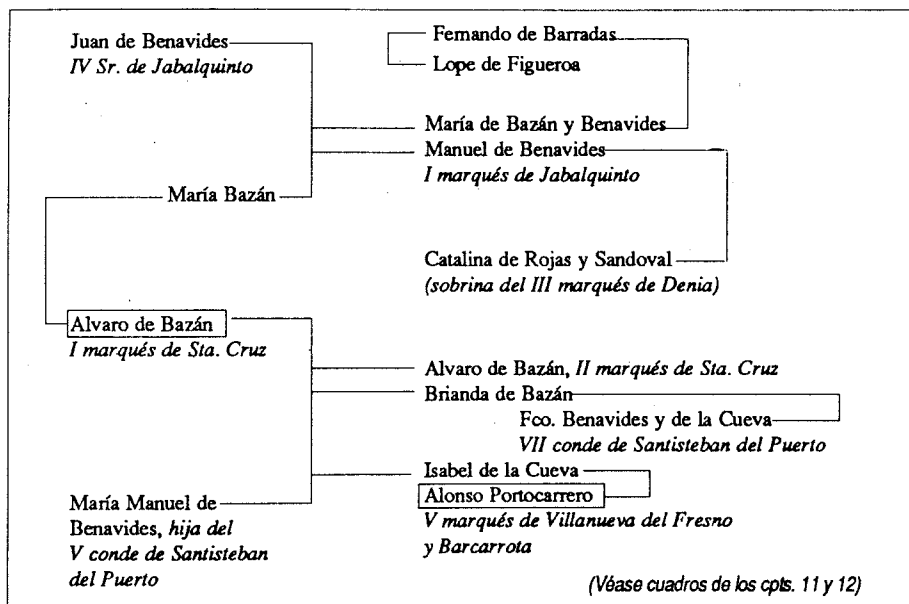 Juan de Benavides
IV Sr. de Jabalquinto
Fernando de Barradas
Lope de Figueroa
María de Bazán y Benavides
Manuel de Benavides
I marqués de Jabalquinto
María Bazán
Catalina de Rojas y Sandoval
(sobrina del III marqués de Denia)
Alvaro de Bazán
I marqués de Sta. Cruz
Alvaro de Bazán, II marqués de Sta. Cruz
Brianda de Bazán
Fco. Benavides y de la Cueva
VII conde de Santisteban del Puerto
Isabel de la Cueva
Alonso Portocarrero
V marqués de Villanueva del Fresno
y Barcarrota
María Manuel de
Benavides, hija del
V conde de Santisteban
del Puerto
(Véase cuadros de los cpts. 11 y 12)